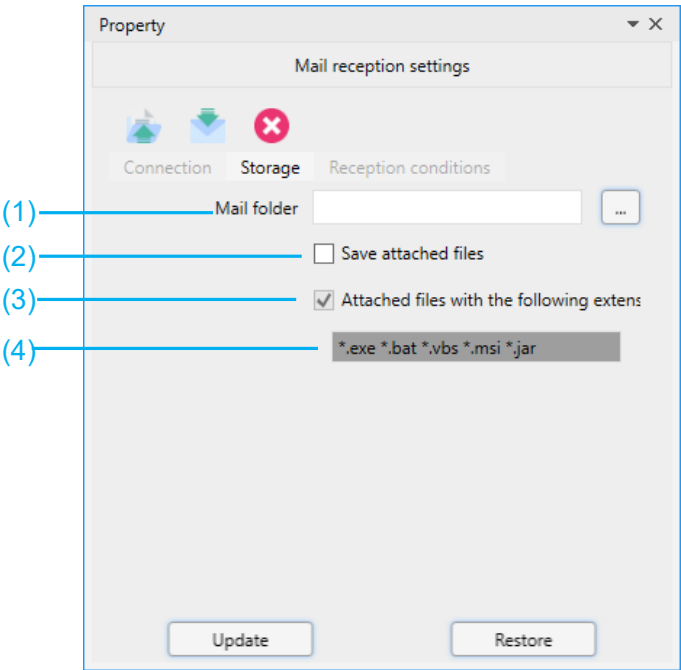 Property
Mail reception settings
Connection Storage Reception conditions
(1) Mail folder ...
(2) Save attached files
(3) Attached files with the following extens
(4) *.exe *.bat *.vbs *.msi *.jar
Update Restore